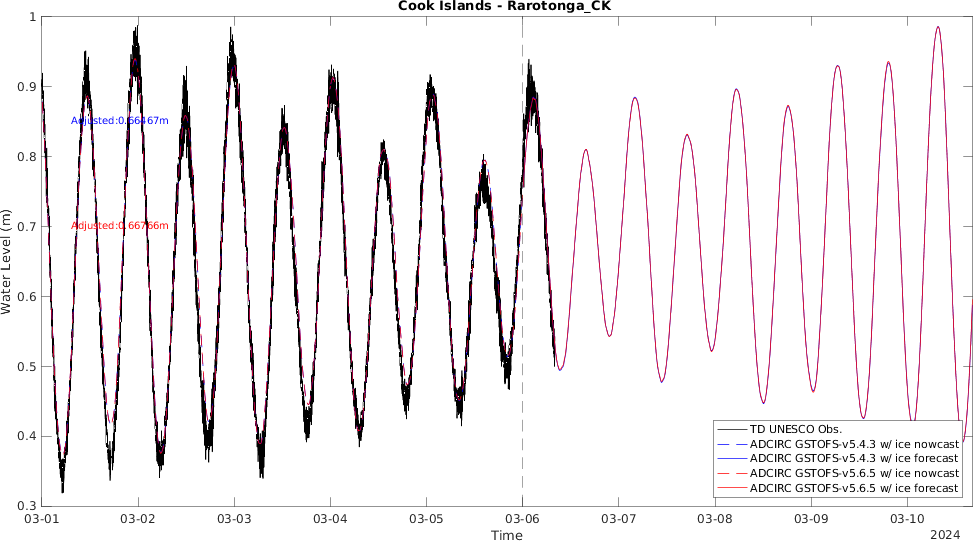 Cook Islands - Rarotonga_CK
Water Level (m)
1
0.9
0.8
0.7
0.6
0.5
0.4
0.3
Adjusted:0.66467m
Adjusted:0.66766m
TD UNESCO Obs.
ADCIRC GSTOFS-v5.4.3 w/ ice nowcast
ADCIRC GSTOFS-v5.4.3 w/ ice forecast
ADCIRC GSTOFS-v5.6.5 w/ ice nowcast
ADCIRC GSTOFS-v5.6.5 w/ ice forecast
03-01 03-02 03-03 03-04 03-05 03-06 03-07 03-08 03-09 03-10
Time
2024